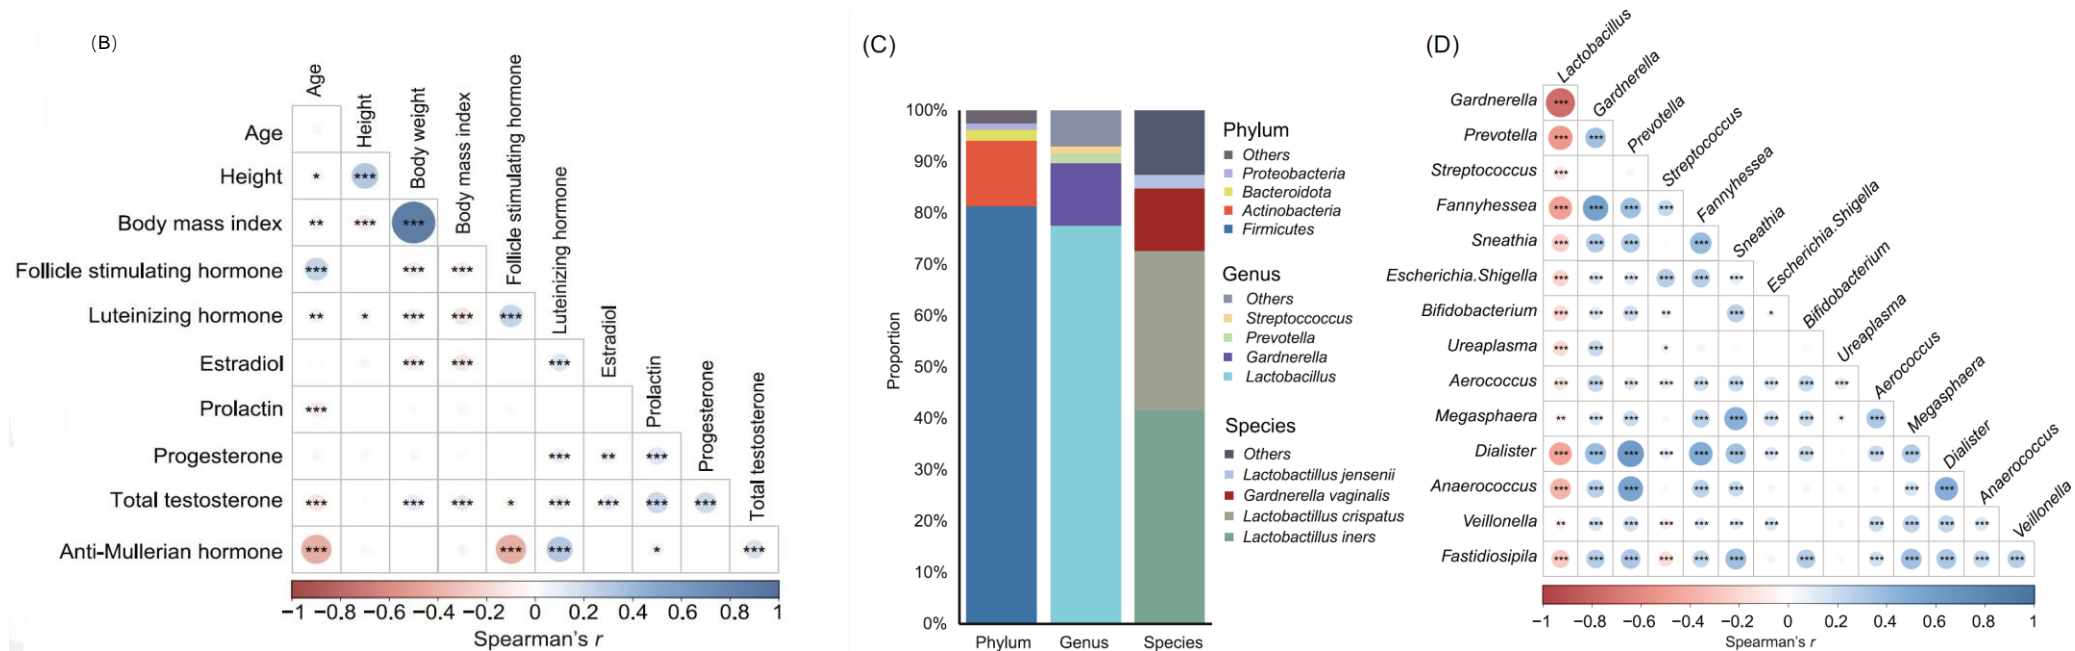 (B)
Age
Height
Body weight
Body mass index
Follicle stimulating hormone
Luteinizing hormone
Estradiol
Prolactin
Progesterone
Total testosterone
Age
Height * ***
Body mass index ** *** ***
Follicle stimulating hormone *** *** ***
Luteinizing hormone ** * *** *** ***
Estradiol *** *** ***
Prolactin ***
Progesterone *** ** ***
Total testosterone *** *** *** * *** *** *** ***
Anti-Mullerian hormone *** *** *** * ***
−1 −0.8 −0.6 −0.4 −0.2 0 0.2 0.4 0.6 0.8 1
Spearman's r
(C)
Proportion
100%
90%
80%
70%
60%
50%
40%
30%
20%
10%
0%
Phylum Genus Species
Phylum
Others
Proteobacteria
Bacteroidota
Actinobacteria
Firmicutes
Genus
Others
Streptoccoccus
Prevotella
Gardnerella
Lactobacillus
Species
Others
Lactobactillus jensenii
Gardnerella vaginalis
Lactobactillus crispatus
Lactobactillus iners
(D)
Lactobacillus
Gardnerella
Prevotella
Streptococcus
Fannyhessea
Sneathia
Escherichia.Shigella
Bifidobacterium
Ureaplasma
Aerococcus
Megasphaera
Dialister
Anaerococcus
Veillonella
Gardnerella ***
Prevotella *** ***
Streptococcus ***
Fannyhessea *** *** *** ***
Sneathia *** *** *** ***
Escherichia.Shigella *** *** *** *** *** ***
Bifidobacterium *** *** *** ** *** *
Ureaplasma *** *** *
Aerococcus *** *** *** *** *** *** *** *** ***
Megasphaera ** *** *** *** *** *** *** * ***
Dialister *** *** *** *** *** *** *** *** *** ***
Anaerococcus *** *** *** *** *** *** ***
Veillonella ** *** *** *** *** *** *** *** *** *** ***
Fastidiosipila *** *** *** *** *** *** *** *** *** *** *** ***
−1 −0.8 −0.6 −0.4 −0.2 0 0.2 0.4 0.6 0.8 1
Spearman's r